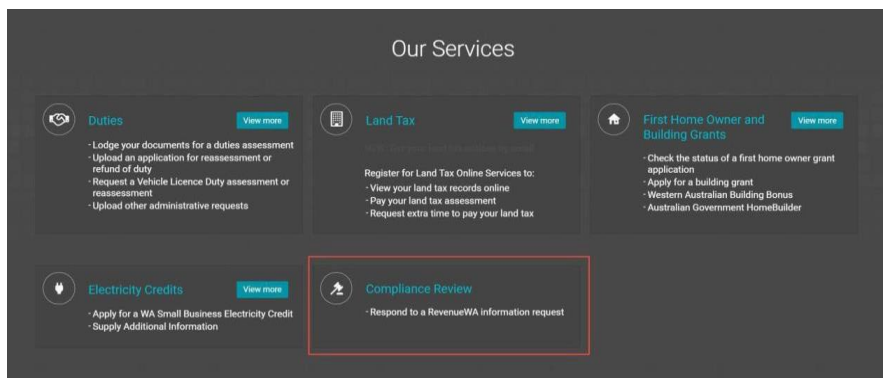 Our Services
Duties
View more
- Lodge your documents for a duties assessment
- Upload an application for reassessment or
refund of duty
- Request a Vehicle Licence Duty assessment or
reassessment
- Upload other administrative requests
Land Tax
View more
Register for Land Tax Online Services to:
- View your land tax records online
- Pay your land tax assessment
- Request extra time to pay your land tax
First Home Owner and
Building Grants
View more
- Check the status of a first home owner grant
application
- Apply for a building grant
- Western Australian Building Bonus
- Australian Government HomeBuilder
Electricity Credits
View more
- Apply for a WA Small Business Electricity Credit
- Supply Additional Information
Compliance Review
- Respond to a RevenueWA information request